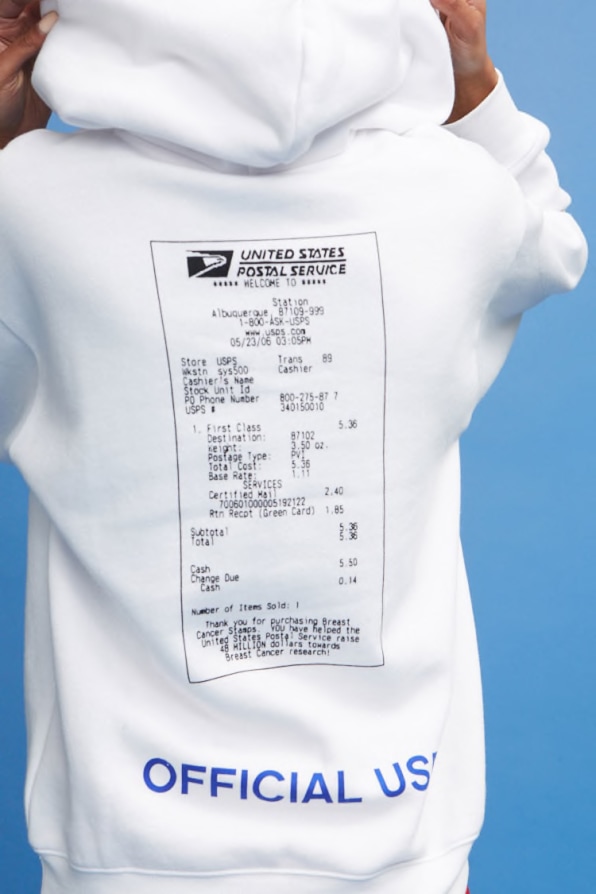 UNITED STATES
POSTAL SERVICE
***** WELCOME TO *****
Station
Albuquerque, 87109-999
1-800-ASK-USPS
www.usps.com
05/23/06 03:05PM
Store USPS Trans 89
Wkstn sys500 Cashier
Cashier's Name
Stock Unit Id
PO Phone Number 800-275-87 7
USPS # 340150010
1. First Class 5.36
Destination: 87102
Weight: 3.50 oz.
Postage Type: PVI
Total Cost: 5.36
Base Rate: 1.11
SERVICES
Certified Mail 2.40
700601000005192122
Rtn Recpt (Green Card) 1.85
Subtotal 5.36
Total 5.36
Cash 5.50
Change Due
Cash 0.14
Number of Items Sold: 1
Thank you for purchasing Breast
Cancer Stamps. YOU have helped the
United States Postal Service raise
48 MILLION dollars towards
Breast Cancer research!
OFFICIAL US